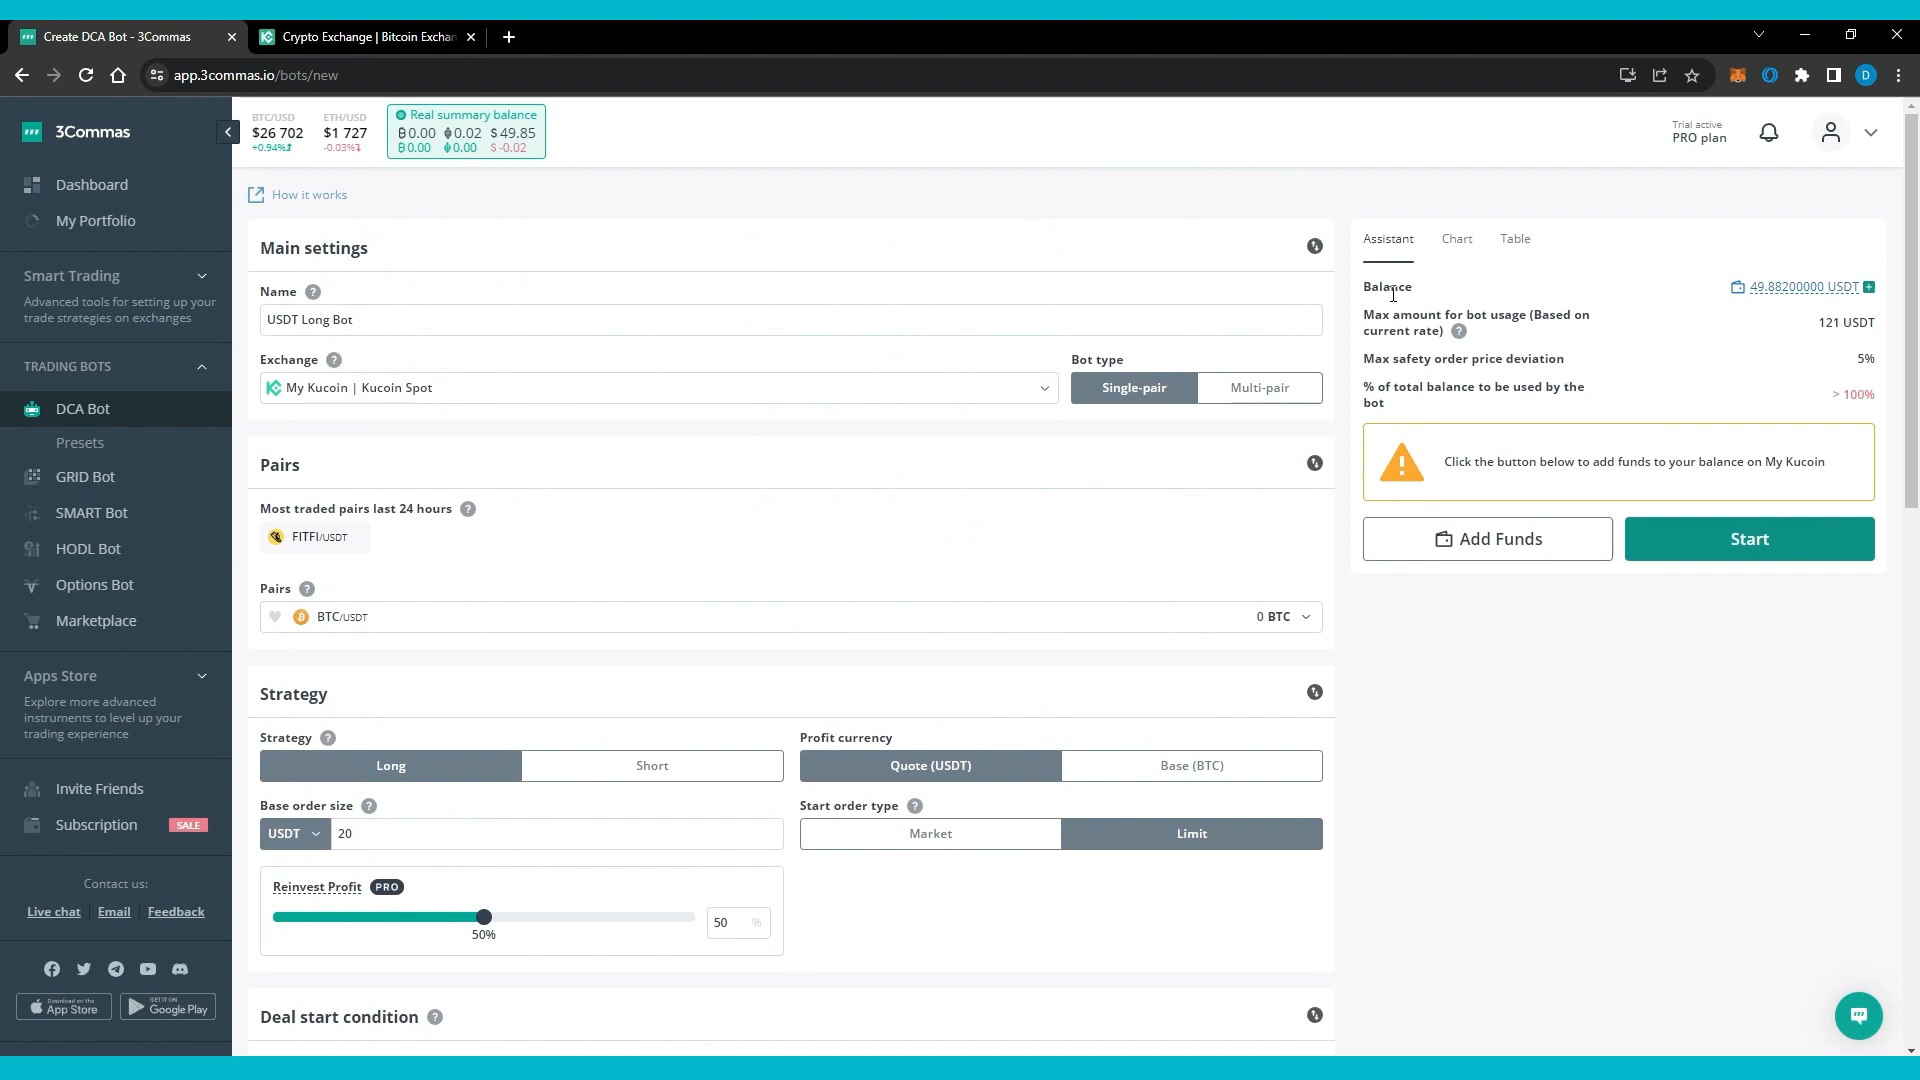 Create DCA Bot - 3Commas
Crypto Exchange | Bitcoin Exchan
app.3commas.io/bots/new
3Commas
BTC/USD
$26 702
+0.94%
ETH/USD
$1 727
-0.03%
Real summary balance
0.00 0.02 $ 49.85
0.00 0.00 $ -0.02
Trial active
PRO plan
D
Dashboard
My Portfolio
Smart Trading
Advanced tools for setting up your
trade strategies on exchanges
TRADING BOTS
DCA Bot
Presets
GRID Bot
SMART Bot
HODL Bot
Options Bot
Marketplace
Apps Store
Explore more advanced
instruments to level up your
trading experience
Invite Friends
Subscription SALE
Contact us:
Live chat Email Feedback
Download on the
App Store
GET IT ON
Google Play
How it works
Main settings
Name ?
USDT Long Bot
Exchange ?
My Kucoin | Kucoin Spot
Bot type
Single-pair Multi-pair
Pairs
Most traded pairs last 24 hours ?
FITFI/USDT
Pairs ?
BTC/USDT 0 BTC
Strategy
Strategy ?
Long Short
Profit currency
Quote (USDT) Base (BTC)
Base order size ?
USDT 20
Start order type ?
Market Limit
Reinvest Profit PRO
50%
50 %
Deal start condition ?
Assistant Chart Table
Balance 49.88200000 USDT
Max amount for bot usage (Based on
current rate) ? 121 USDT
Max safety order price deviation 5%
% of total balance to be used by the
bot > 100%
Click the button below to add funds to your balance on My Kucoin
Add Funds
Start